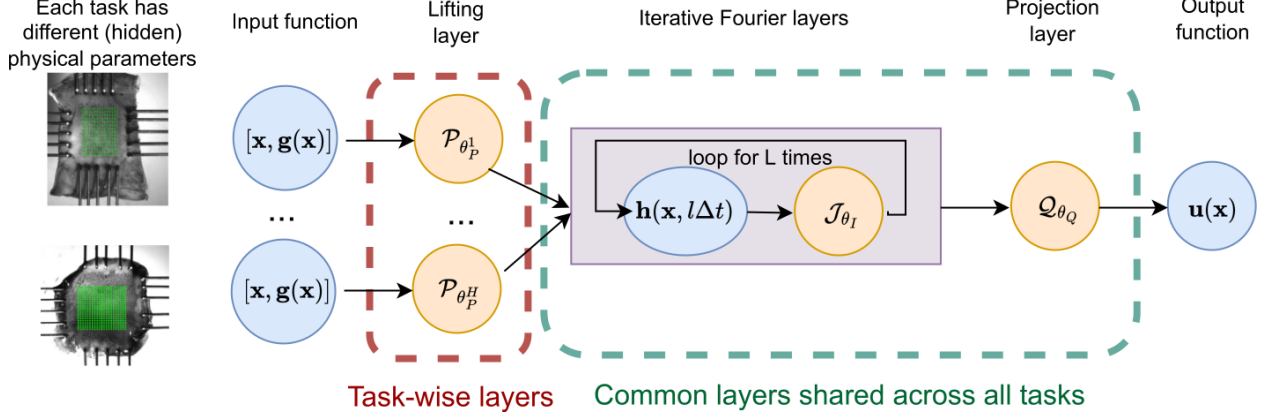 Each task has
different (hidden)
physical parameters
Input function
Lifting
layer
Iterative Fourier layers
Projection
layer
Output
function
[x, g(x)]
𝒫_{θ_P^1}
loop for L times
h(x, lΔt)
𝒥_{θ_I}
𝒬_{θ_Q}
u(x)
...
...
[x, g(x)]
𝒫_{θ_P^H}
Task-wise layers
Common layers shared across all tasks